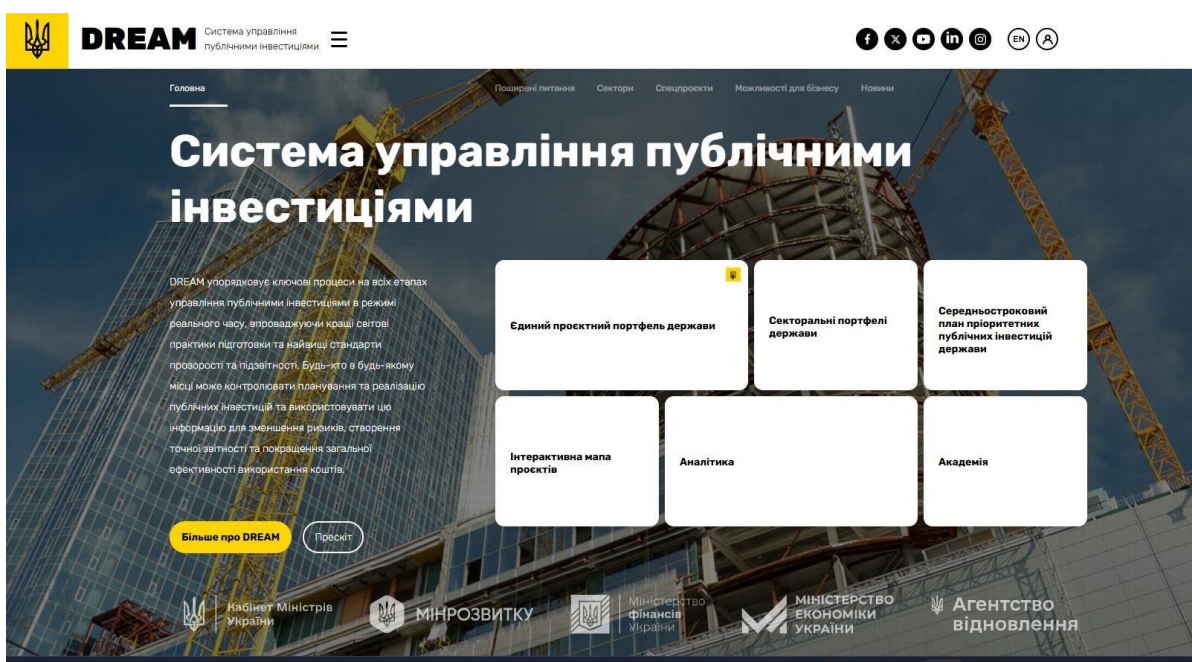 DREAM
Система управління
публічними інвестиціями
EN
Головна
Поширені питання
Сектори
Спецпроєкти
Можливості для бізнесу
Новини
Система управління публічними
інвестиціями
DREAM упорядковує ключові процеси на всіх етапах
управління публічними інвестиціями в режимі
реального часу, впроваджуючи кращі світові
практики підготовки та найвищі стандарти
прозорості та підзвітності. Будь-хто в будь-якому
місці може контролювати планування та реалізацію
публічних інвестицій та використовувати цю
інформацію для зменшення ризиків, створення
точної звітності та покращення загальної
ефективності використання коштів.
Єдиний проєктний портфель держави
Секторальні портфелі
держави
Середньостроковий
план пріоритетних
публічних інвестицій
держави
Інтерактивна мапа
проєктів
Аналітика
Академія
Більше про DREAM
Прескіт
Кабінет Міністрів
України
МІНРОЗВИТКУ
Міністерство
фінансів
України
МІНІСТЕРСТВО
ЕКОНОМІКИ
УКРАЇНИ
Агентство
відновлення